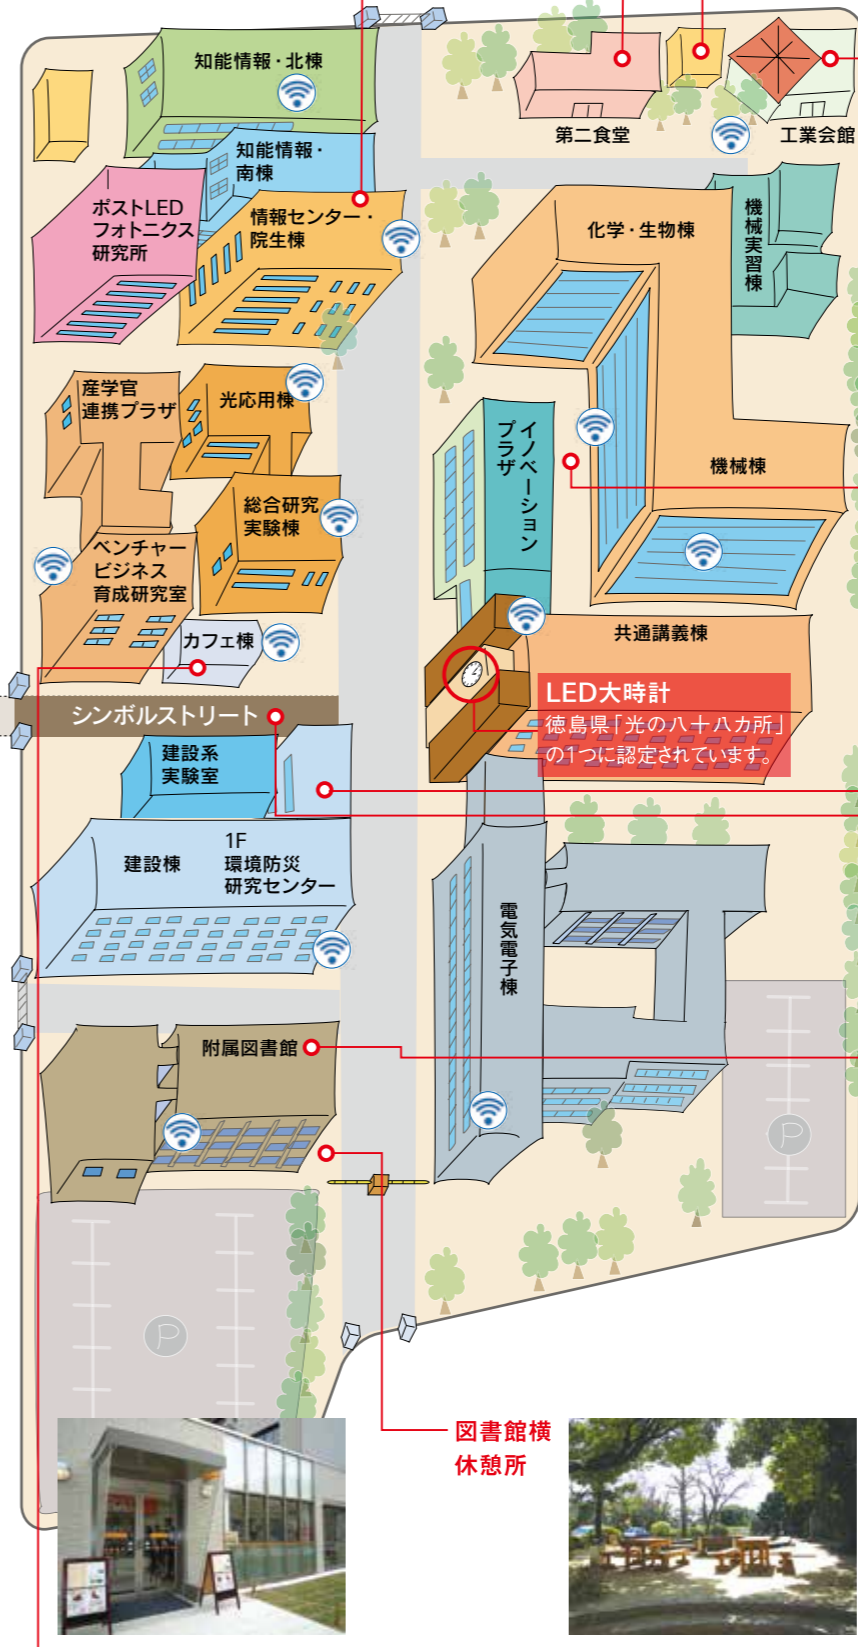 知能情報・北棟
第二食堂
工業会館
知能情報・
南棟
ポストLED
フォトニクス
研究所
情報センター・
院生棟
化学・生物棟
機械実習棟
産学官
連携プラザ
光応用棟
イノベーション
プラザ
機械棟
総合研究
実験棟
ベンチャー
ビジネス
育成研究室
カフェ棟
共通講義棟
シンボルストリート
LED大時計
徳島県「光の八十八カ所」
の1つに認定されています。
建設系
実験室
建設棟
1F
環境防災
研究センター
電気電子棟
附属図書館
P
P
図書館横
休憩所